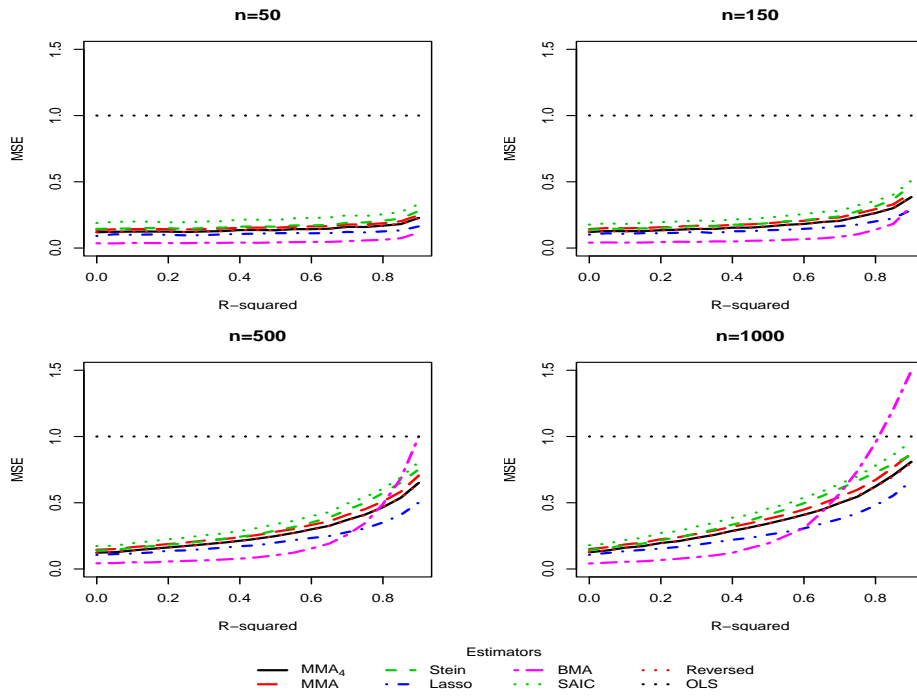 n=50
n=150
MSE
0.0 0.5 1.0 1.5
0.0 0.2 0.4 0.6 0.8
R-squared
MSE
0.0 0.5 1.0 1.5
0.0 0.2 0.4 0.6 0.8
R-squared
n=500
n=1000
MSE
0.0 0.5 1.0 1.5
0.0 0.2 0.4 0.6 0.8
R-squared
MSE
0.0 0.5 1.0 1.5
0.0 0.2 0.4 0.6 0.8
R-squared
Estimators
MMA₄ Stein BMA Reversed
MMA Lasso SAIC OLS